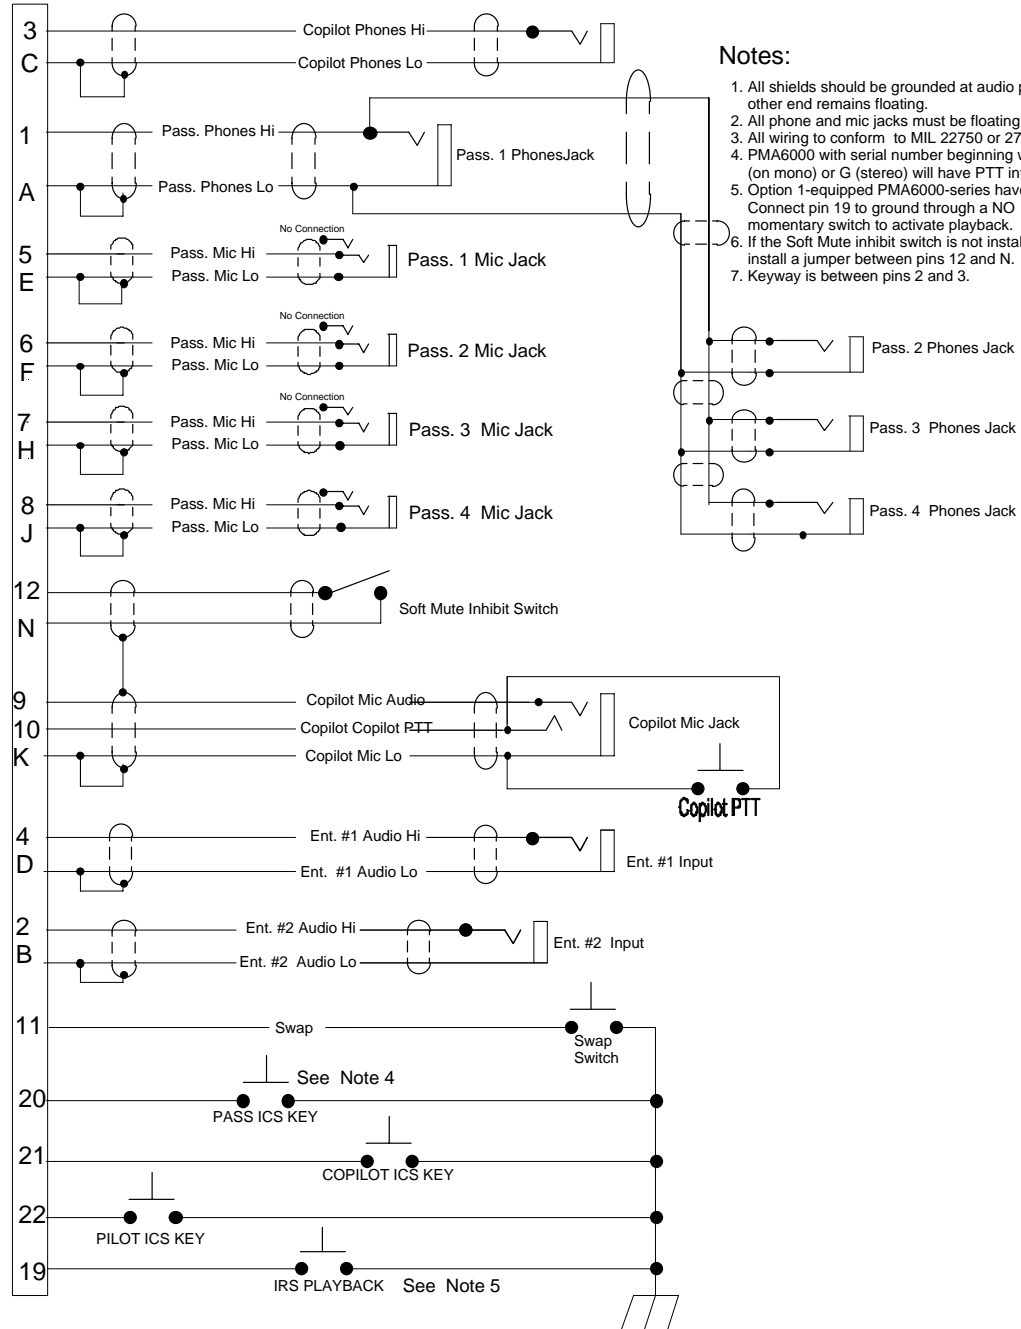 3 Copilot Phones Hi
C Copilot Phones Lo
Notes:
1. All shields should be grounded at audio
other end remains floating.
2. All phone and mic jacks must be floating
3. All wiring to conform to MIL 22750 or
4. PMA6000 with serial number beginning
(on mono) or G (stereo) will have PTT
5. Option 1-equipped PMA6000-series
Connect pin 19 to ground through a NO
momentary switch to activate playback.
6. If the Soft Mute inhibit switch is not
install a jumper between pins 12 and N.
7. Keyway is between pins 2 and 3.
1 Pass. Phones Hi
Pass. 1 PhonesJack
A Pass. Phones Lo
No Connection
5 Pass. Mic Hi
E Pass. Mic Lo
Pass. 1 Mic Jack
No Connection
6 Pass. Mic Hi
F Pass. Mic Lo
Pass. 2 Mic Jack
Pass. 2 Phones Jack
No Connection
7 Pass. Mic Hi
H Pass. Mic Lo
Pass. 3 Mic Jack
Pass. 3 Phones Jack
8 Pass. Mic Hi
J Pass. Mic Lo
Pass. 4 Mic Jack
Pass. 4 Phones Jack
12
N
Soft Mute Inhibit Switch
9 Copilot Mic Audio
10 Copilot Copilot PTT
K Copilot Mic Lo
Copilot Mic Jack
Copilot PTT
4 Ent. #1 Audio Hi
D Ent. #1 Audio Lo
Ent. #1 Input
2 Ent. #2 Audio Hi
B Ent. #2 Audio Lo
Ent. #2 Input
11 Swap
Swap
Switch
See Note 4
20
PASS ICS KEY
21
COPILOT ICS KEY
22
PILOT ICS KEY
19
IRS PLAYBACK See Note 5